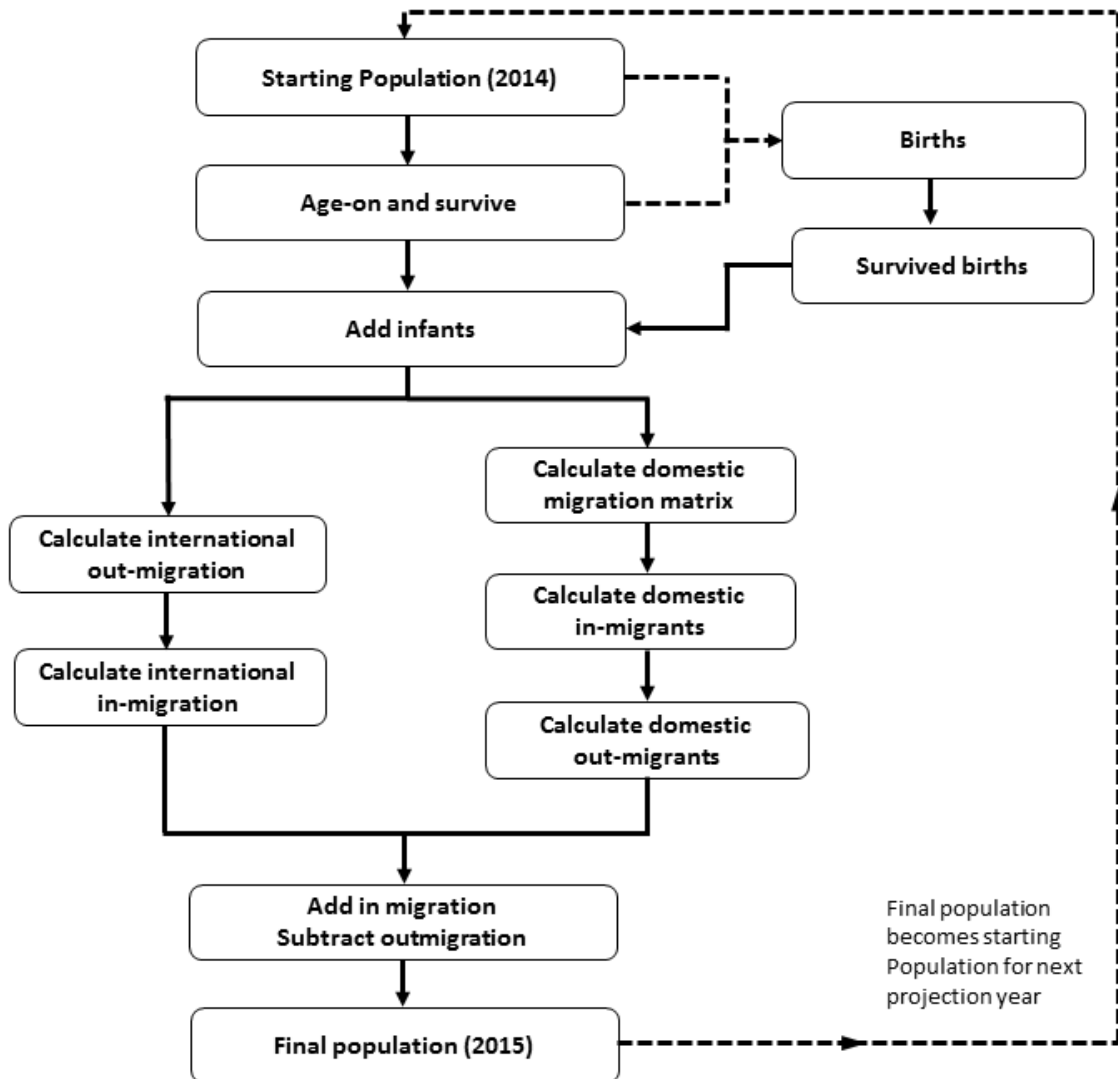 Starting Population (2014)
Births
Age-on and survive
Survived births
Add infants
Calculate domestic
migration matrix
Calculate international
out-migration
Calculate domestic
in-migrants
Calculate international
in-migration
Calculate domestic
out-migrants
Add in migration
Subtract outmigration
Final population
becomes starting
Population for next
projection year
Final population (2015)